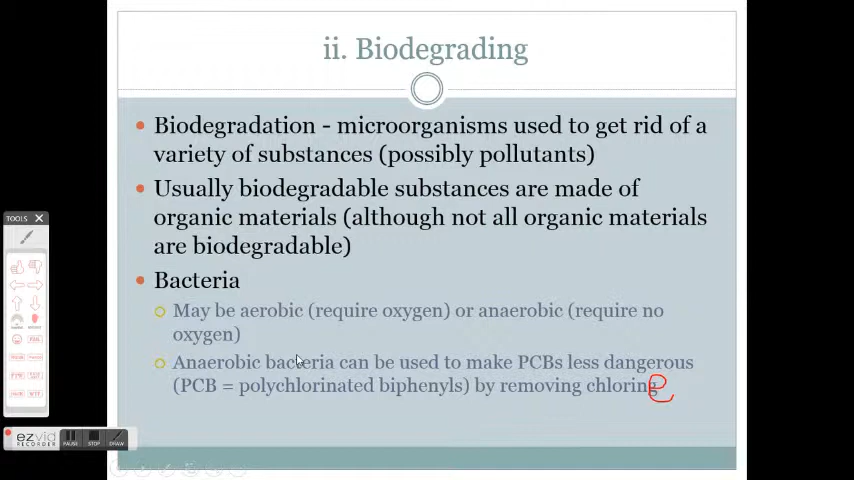 ii. Biodegrading
Biodegradation - microorganisms used to get rid of a
variety of substances (possibly pollutants)
Usually biodegradable substances are made of
organic materials (although not all organic materials
are biodegradable)
Bacteria
May be aerobic (require oxygen) or anaerobic (require no
oxygen)
Anaerobic bacteria can be used to make PCBs less dangerous
(PCB = polychlorinated biphenyls) by removing chloring
e
TOOLS
ezvid
RECORDER
PAUSE
STOP
DRAW